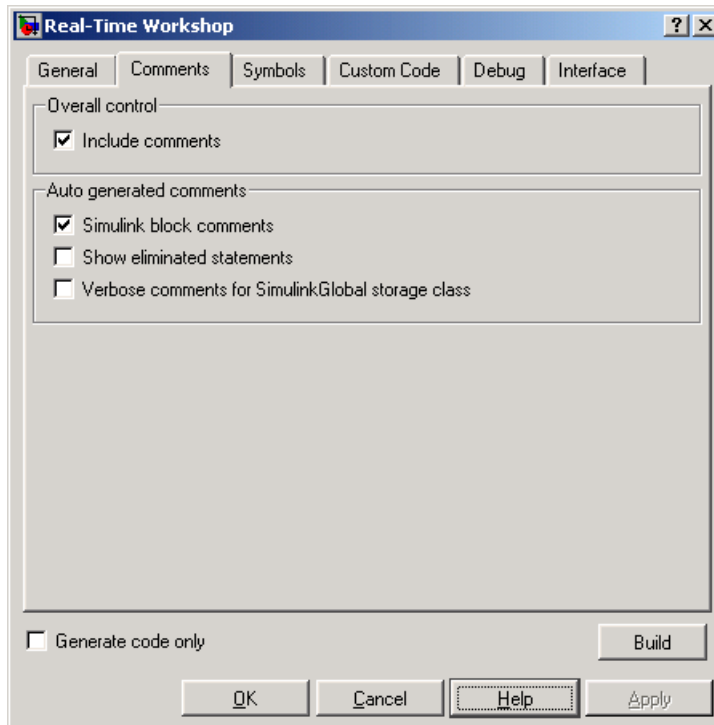 Real-Time Workshop
General Comments Symbols Custom Code Debug Interface
Overall control
Include comments
Auto generated comments
Simulink block comments
Show eliminated statements
Verbose comments for SimulinkGlobal storage class
Generate code only Build
OK Cancel Help Apply